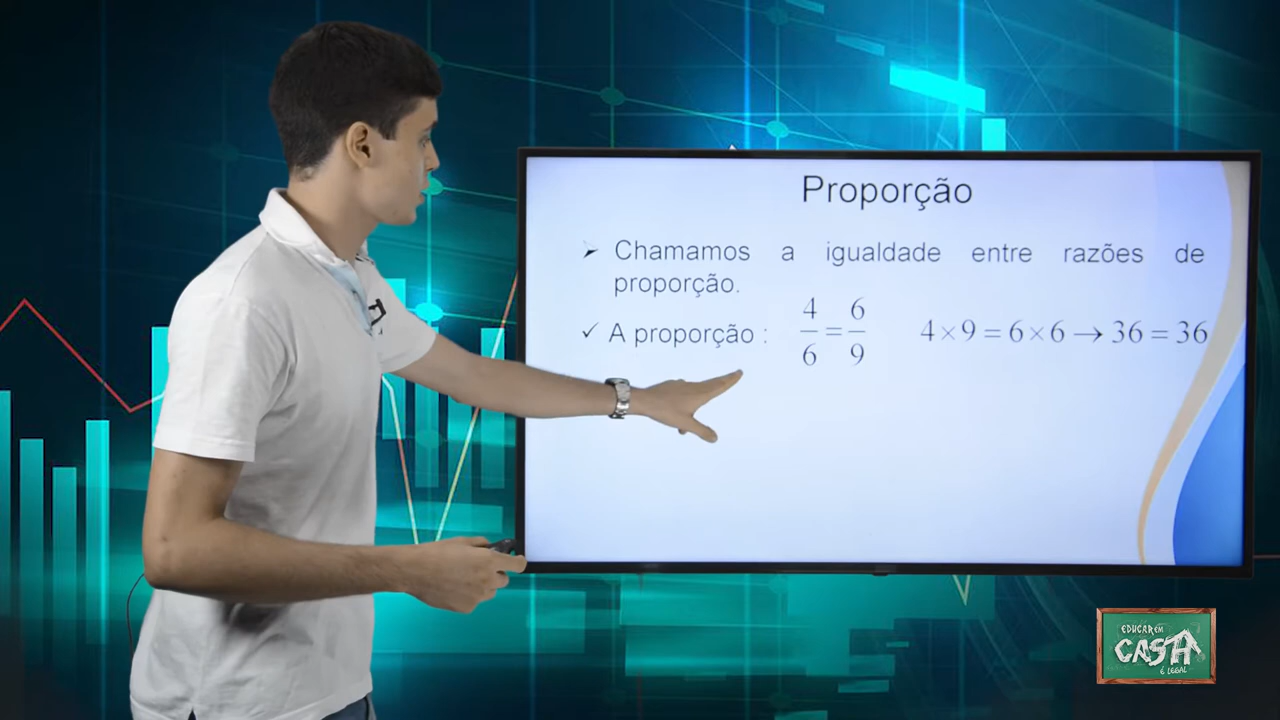 Proporção
➢ Chamamos a igualdade entre razões de
proporção.
✓ A proporção : 4/6 = 6/9 4×9 = 6×6 → 36 = 36
EDUCAR EM
CASA
É LEGAL